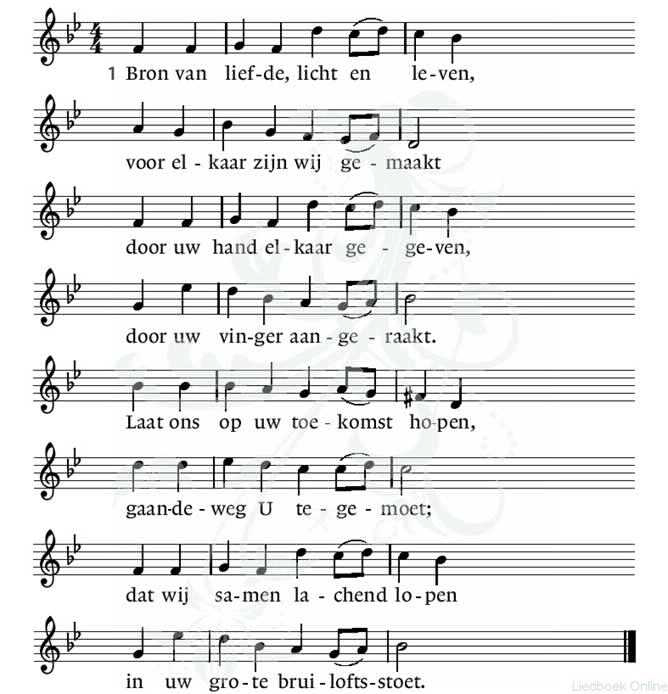 1 Bron van lief-de, licht en le-ven,
voor el-kaar zijn wij ge-maakt
door uw hand el-kaar ge-ge-ven,
door uw vin-ger aan-ge-raakt.
Laat ons op uw toe-komst ho-pen,
gaan-de-weg U te-ge-moet;
dat wij sa-men la-chend lo-pen
in uw gro-te brui-lofts-stoet.
Liedboek Online